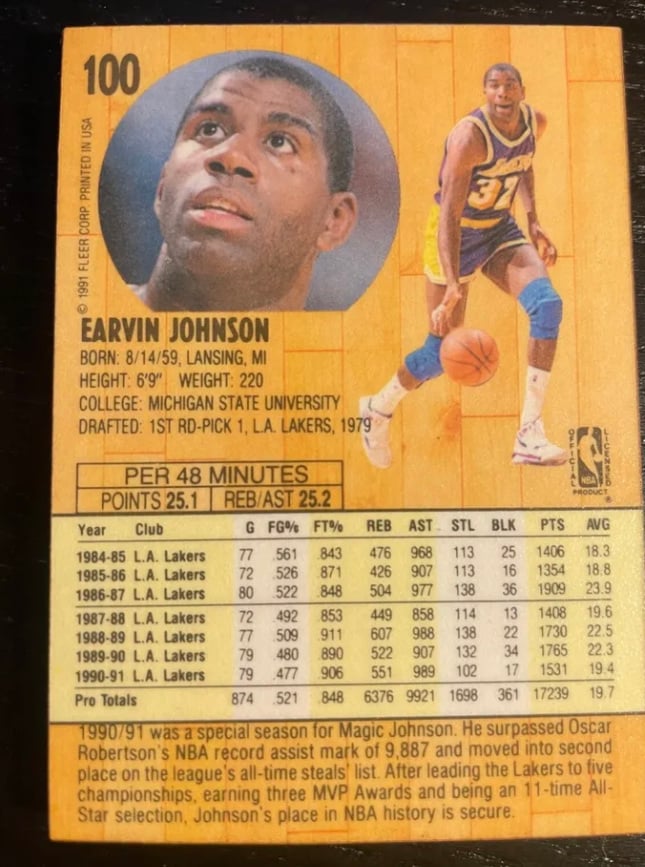 100
© 1991 FLEER CORP. PRINTED IN USA
LAKERS
32
EARVIN JOHNSON
BORN: 8/14/59, LANSING, MI
HEIGHT: 6'9" WEIGHT: 220
COLLEGE: MICHIGAN STATE UNIVERSITY
DRAFTED: 1ST RD-PICK 1, L.A. LAKERS, 1979
OFFICIAL LICENSED
NBA
PRODUCT
®
PER 48 MINUTES
POINTS 25.1 REB/AST 25.2
Year Club G FG% FT% REB AST STL BLK PTS AVG
1984-85 L.A. Lakers 77 .561 .843 476 968 113 25 1406 18.3
1985-86 L.A. Lakers 72 .526 .871 426 907 113 16 1354 18.8
1986-87 L.A. Lakers 80 .522 .848 504 977 138 36 1909 23.9
1987-88 L.A. Lakers 72 .492 .853 449 858 114 13 1408 19.6
1988-89 L.A. Lakers 77 .509 .911 607 988 138 22 1730 22.5
1989-90 L.A. Lakers 79 .480 .890 522 907 132 34 1765 22.3
1990-91 L.A. Lakers 79 .477 .906 551 989 102 17 1531 19.4
Pro Totals 874 .521 .848 6376 9921 1698 361 17239 19.7
1990/91 was a special season for Magic Johnson. He surpassed Oscar
Robertson's NBA record assist mark of 9,887 and moved into second
place on the league's all-time steals' list. After leading the Lakers to five
championships, earning three MVP Awards and being an 11-time All-
Star selection, Johnson's place in NBA history is secure.